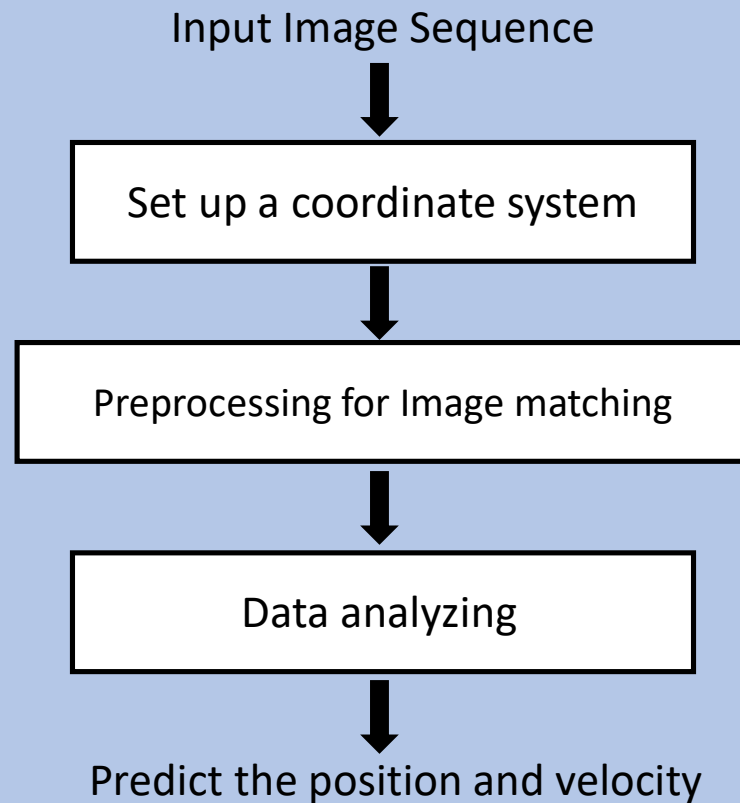 Input Image Sequence
Set up a coordinate system
Preprocessing for Image matching
Data analyzing
Predict the position and velocity